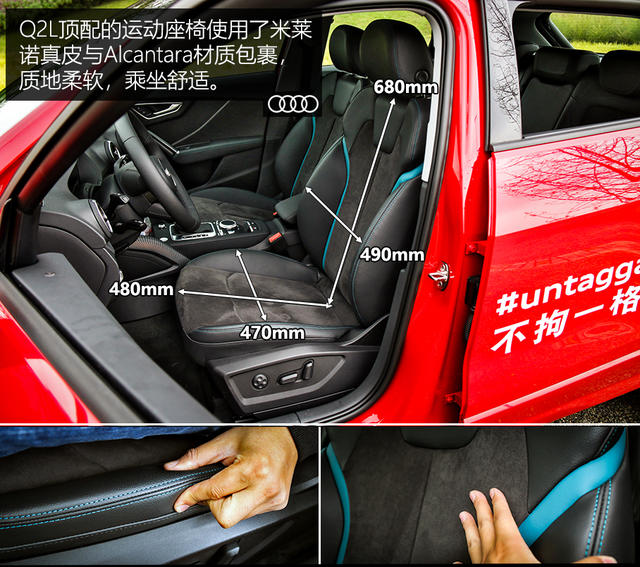 Q2L顶配的运动座椅使用了米莱
诺真皮与Alcantara材质包裹，
质地柔软，乘坐舒适。
680mm
490mm
480mm
470mm
#untagga
不拘一格